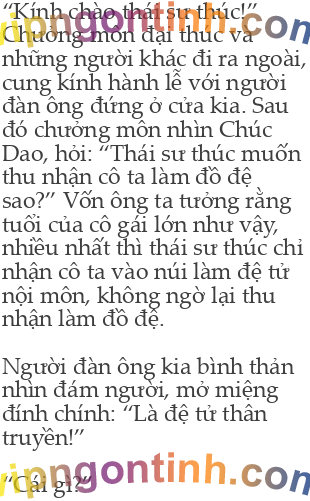 “Kính chào thái sư thúc!”
vipngontinh.com
Chưởng môn đại thúc và
những người khác đi ra ngoài,
cung kính hành lễ với người
đàn ông đứng ở cửa kia. Sau
đó chưởng môn nhìn Chúc
Dao, hỏi: “Thái sư thúc muốn
thu nhận cô ta làm đồ đệ
sao?” Vốn ông ta tưởng rằng
tuổi của cô gái lớn như vậy,
nhiều nhất thì thái sư thúc chỉ
nhận cô ta vào núi làm đệ tử
nội môn, không ngờ lại thu
nhận làm đồ đệ.
Người đàn ông kia bình thản
nhìn đám người, mở miệng
đính chính: “Là đệ tử thân
truyền!”
“Cái gì?”
vipngontinh.com